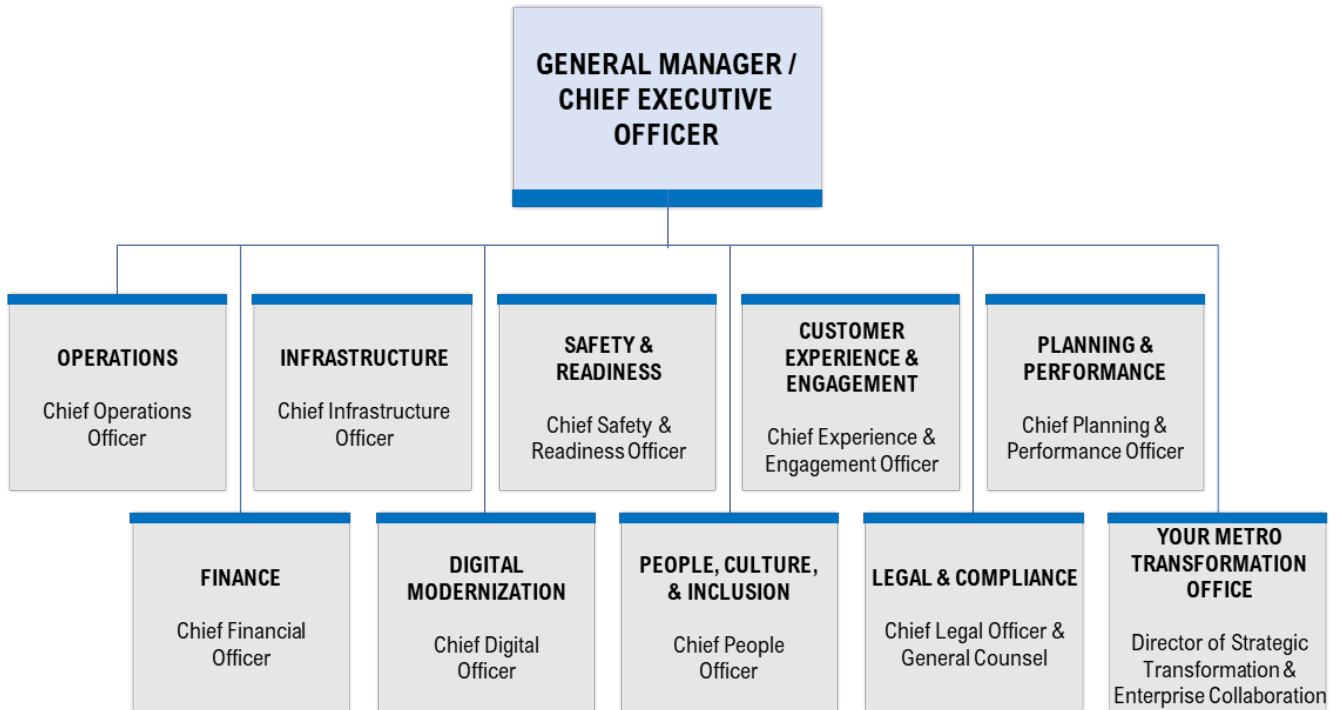 GENERAL MANAGER /
CHIEF EXECUTIVE
OFFICER
OPERATIONS
Chief Operations
Officer
INFRASTRUCTURE
Chief Infrastructure
Officer
SAFETY &
READINESS
Chief Safety &
Readiness Officer
CUSTOMER
EXPERIENCE &
ENGAGEMENT
Chief Experience &
Engagement Officer
PLANNING &
PERFORMANCE
Chief Planning &
Performance Officer
FINANCE
Chief Financial
Officer
DIGITAL
MODERNIZATION
Chief Digital
Officer
PEOPLE, CULTURE,
& INCLUSION
Chief People
Officer
LEGAL & COMPLIANCE
Chief Legal Officer &
General Counsel
YOUR METRO
TRANSFORMATION
OFFICE
Director of Strategic
Transformation &
Enterprise Collaboration